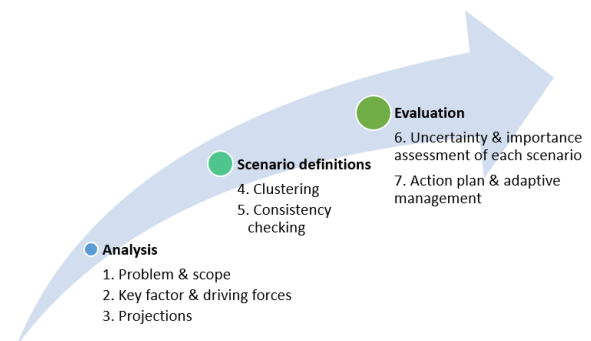 Evaluation
6. Uncertainty & importance
assessment of each scenario
7. Action plan & adaptive
management
Scenario definitions
4. Clustering
5. Consistency
checking
Analysis
1. Problem & scope
2. Key factor & driving forces
3. Projections